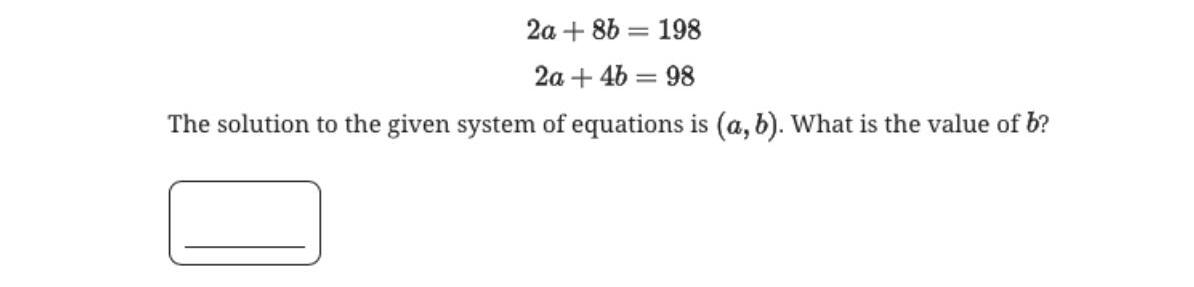 2a + 8b = 198
2a + 4b = 98
The solution to the given system of equations is (a, b). What is the value of b?